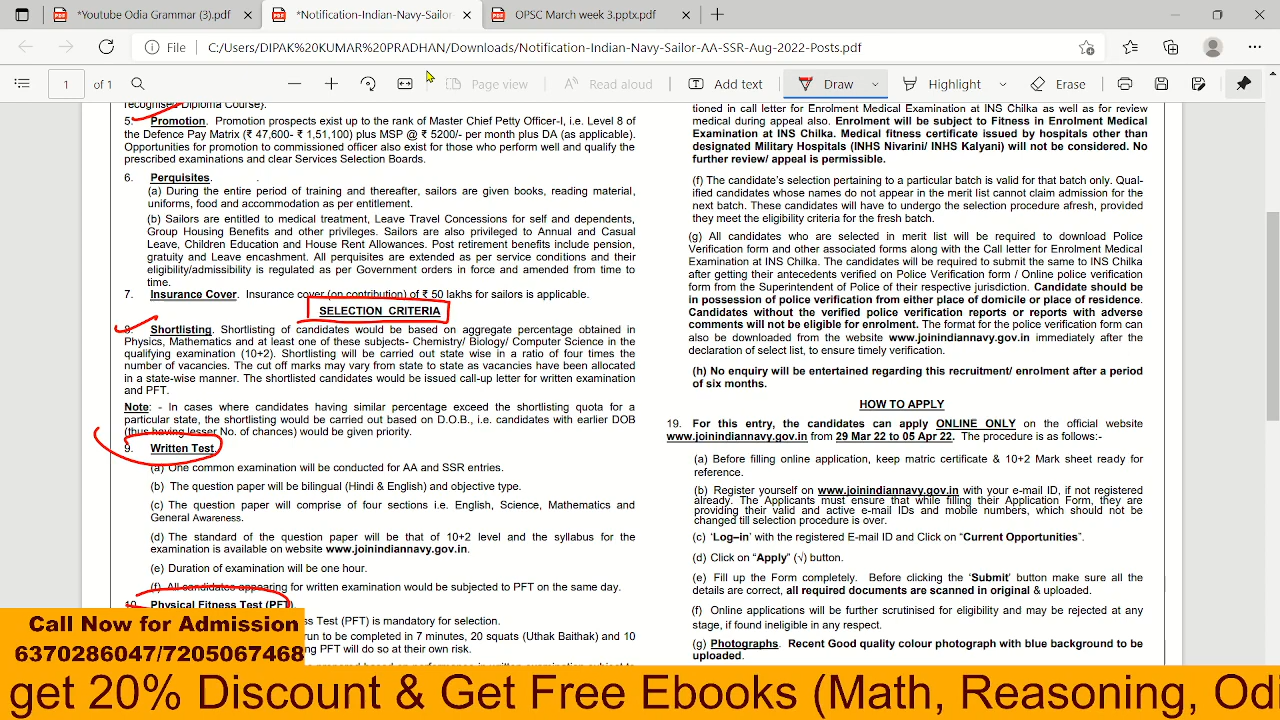 *Youtube Odia Grammar (3).pdf
*Notification-Indian-Navy-Sailor
OPSC March week 3.pptx.pdf
File
C:/Users/DIPAK%20KUMAR%20PRADHAN/Downloads/Notification-Indian-Navy-Sailor-AA-SSR-Aug-2022-Posts.pdf
1 of 1
Page view
Read aloud
Add text
Draw
Highlight
Erase
recognised Diploma Course).
5. Promotion. Promotion prospects exist up to the rank of Master Chief Petty Officer-I, i.e. Level 8 of
the Defence Pay Matrix (₹ 47,600- ₹ 1,51,100) plus MSP @ ₹ 5200/- per month plus DA (as applicable).
Opportunities for promotion to commissioned officer also exist for those who perform well and qualify the
prescribed examinations and clear Services Selection Boards.
6. Perquisites.
(a) During the entire period of training and thereafter, sailors are given books, reading material,
uniforms, food and accommodation as per entitlement.
(b) Sailors are entitled to medical treatment, Leave Travel Concessions for self and dependents,
Group Housing Benefits and other privileges. Sailors are also privileged to Annual and Casual
Leave, Children Education and House Rent Allowances. Post retirement benefits include pension,
gratuity and Leave encashment. All perquisites are extended as per service conditions and their
eligibility/admissibility is regulated as per Government orders in force and amended from time to
time.
7. Insurance Cover. Insurance cover (on contribution) of ₹ 50 lakhs for sailors is applicable.
SELECTION CRITERIA
8. Shortlisting. Shortlisting of candidates would be based on aggregate percentage obtained in
Physics, Mathematics and at least one of these subjects- Chemistry/ Biology/ Computer Science in the
qualifying examination (10+2). Shortlisting will be carried out state wise in a ratio of four times the
number of vacancies. The cut off marks may vary from state to state as vacancies have been allocated
in a state-wise manner. The shortlisted candidates would be issued call-up letter for written examination
and PFT.
Note: - In cases where candidates having similar percentage exceed the shortlisting quota for a
particular state, the shortlisting would be carried out based on D.O.B., i.e. candidates with earlier DOB
(thus having lesser No. of chances) would be given priority.
9. Written Test.
(a) One common examination will be conducted for AA and SSR entries.
(b) The question paper will be bilingual (Hindi & English) and objective type.
(c) The question paper will comprise of four sections i.e. English, Science, Mathematics and
General Awareness.
(d) The standard of the question paper will be that of 10+2 level and the syllabus for the
examination is available on website www.joinindiannavy.gov.in.
(e) Duration of examination will be one hour.
(f) All candidates appearing for written examination would be subjected to PFT on the same day.
10. Physical Fitness Test (PFT)
ss Test (PFT) is mandatory for selection.
run to be completed in 7 minutes, 20 squats (Uthak Baithak) and 10
ng PFT will do so at their own risk.
tioned in call letter for Enrolment Medical Examination at INS Chilka as well as for review
medical during appeal also. Enrolment will be subject to Fitness in Enrolment Medical
Examination at INS Chilka. Medical fitness certificate issued by hospitals other than
designated Military Hospitals (INHS Nivarini/ INHS Kalyani) will not be considered. No
further review/ appeal is permissible.
(f) The candidate's selection pertaining to a particular batch is valid for that batch only. Qual-
ified candidates whose names do not appear in the merit list cannot claim admission for the
next batch. These candidates will have to undergo the selection procedure afresh, provided
they meet the eligibility criteria for the fresh batch.
(g) All candidates who are selected in merit list will be required to download Police
Verification form and other associated forms along with the Call letter for Enrolment Medical
Examination at INS Chilka. The candidates will be required to submit the same to INS Chilka
after getting their antecedents verified on Police Verification form / Online police verification
form from the Superintendent of Police of their respective jurisdiction. Candidate should be
in possession of police verification from either place of domicile or place of residence.
Candidates without the verified police verification reports or reports with adverse
comments will not be eligible for enrolment. The format for the police verification form can
also be downloaded from the website www.joinindiannavy.gov.in immediately after the
declaration of select list, to ensure timely verification.
(h) No enquiry will be entertained regarding this recruitment/ enrolment after a period
of six months.
HOW TO APPLY
19. For this entry, the candidates can apply ONLINE ONLY on the official website
www.joinindiannavy.gov.in from 29 Mar 22 to 05 Apr 22. The procedure is as follows:-
(a) Before filling online application, keep matric certificate & 10+2 Mark sheet ready for
reference.
(b) Register yourself on www.joinindiannavy.gov.in with your e-mail ID, if not registered
already. The Applicants must ensure that while filling their Application Form, they are
providing their valid and active e-mail IDs and mobile numbers, which should not be
changed till selection procedure is over.
(c) 'Log–in' with the registered E-mail ID and Click on "Current Opportunities".
(d) Click on "Apply" (√) button.
(e) Fill up the Form completely. Before clicking the 'Submit' button make sure all the
details are correct, all required documents are scanned in original & uploaded.
(f) Online applications will be further scrutinised for eligibility and may be rejected at any
stage, if found ineligible in any respect.
(g) Photographs. Recent Good quality colour photograph with blue background to be
uploaded.
Call Now for Admission
6370286047/7205067468
get 20% Discount & Get Free Ebooks (Math, Reasoning, Odi